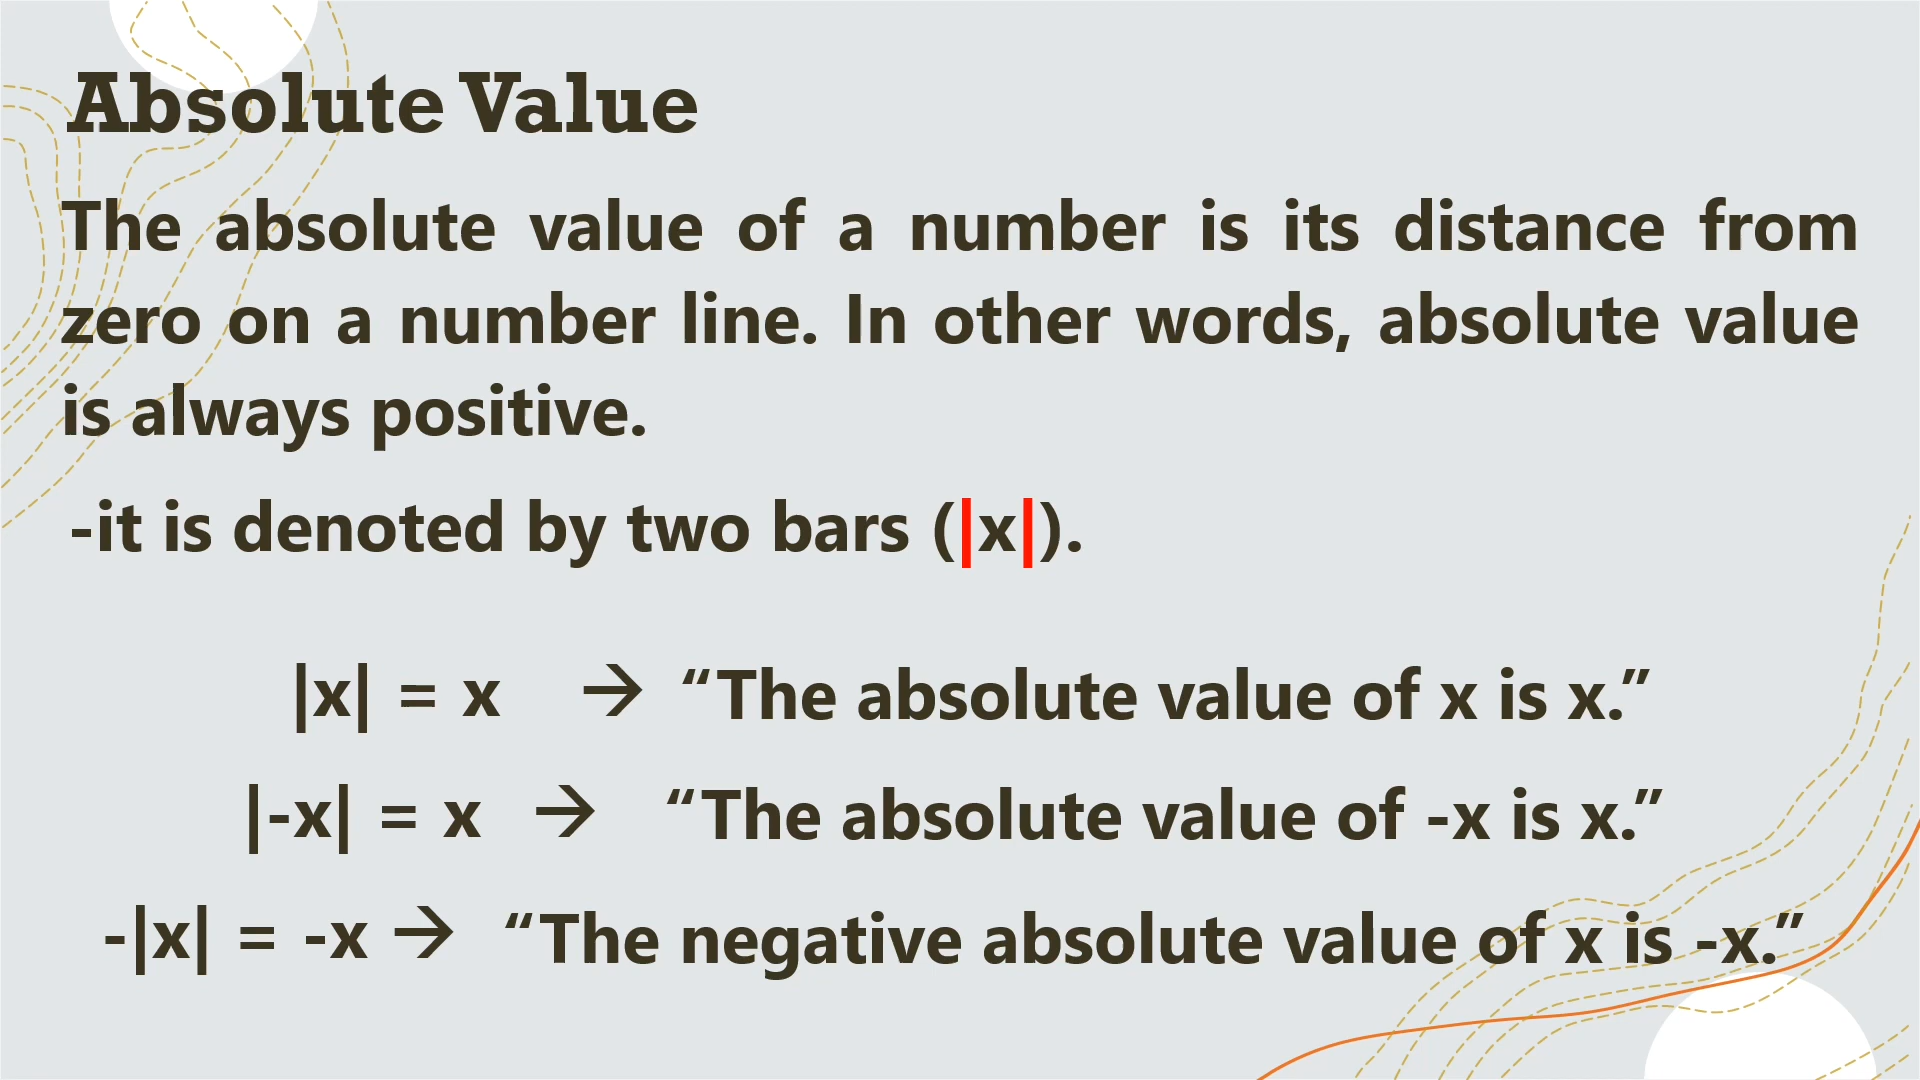 Absolute Value
The absolute value of a number is its distance from
zero on a number line. In other words, absolute value
is always positive.
-it is denoted by two bars (|x|).
|x| = x → “The absolute value of x is x.”
|-x| = x → “The absolute value of -x is x.”
-|x| = -x → “The negative absolute value of x is -x.”